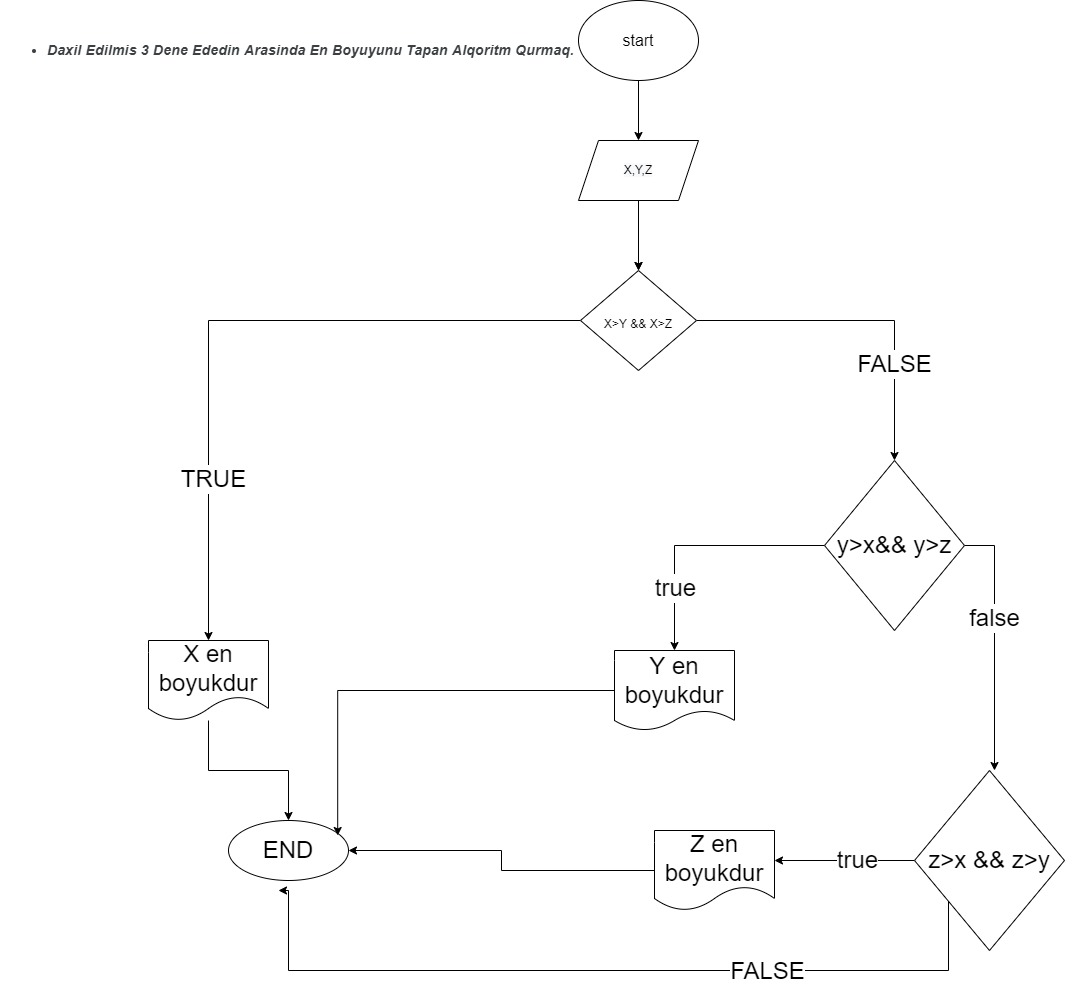 • Daxil Edilmis 3 Dene Ededin Arasinda En Boyuyunu Tapan Alqoritm Qurmaq.
start
X,Y,Z
X>Y && X>Z
FALSE
TRUE
y>x&& y>z
true
false
X en
boyukdur
Y en
boyukdur
END
Z en
boyukdur
true
z>x && z>y
FALSE